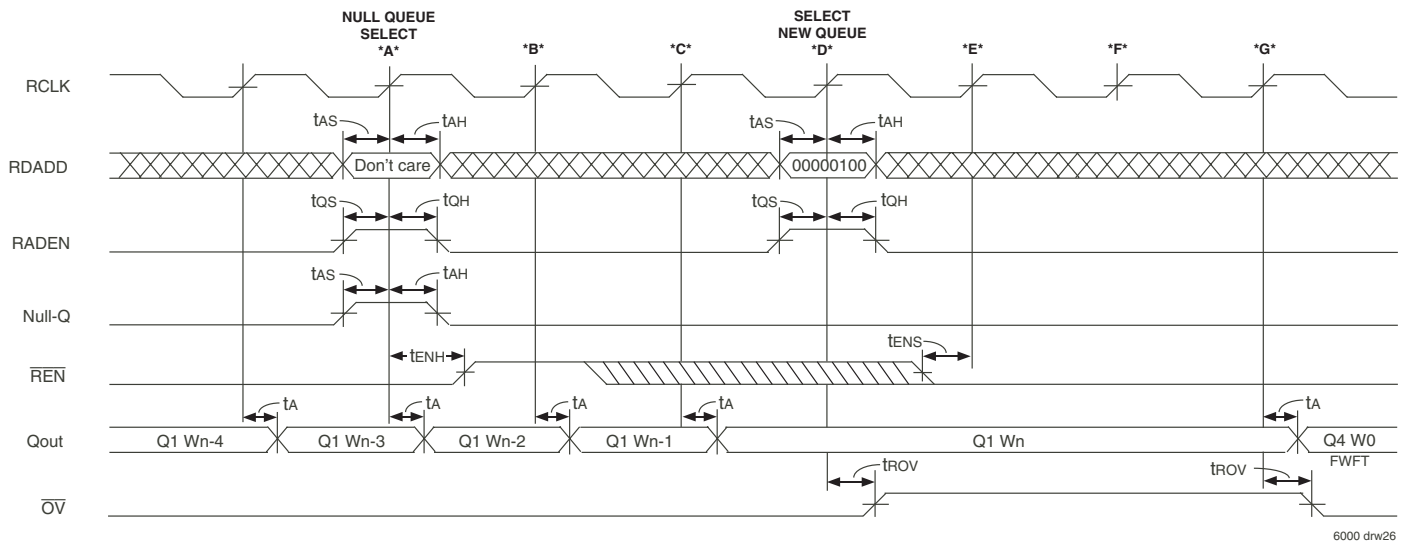 NULL QUEUE
SELECT
*A*
*B*
*C*
SELECT
NEW QUEUE
*D*
*E*
*F*
*G*
RCLK
tAS
tAH
tAS
tAH
RDADD
Don't care
00000100
tQS
tQH
tQS
tQH
RADEN
tAS
tAH
Null-Q
tENH
tENS
REN
tA
tA
tA
tA
tA
Qout
Q1 Wn-4
Q1 Wn-3
Q1 Wn-2
Q1 Wn-1
Q1 Wn
Q4 W0
FWFT
tROV
tROV
OV
6000 drw26